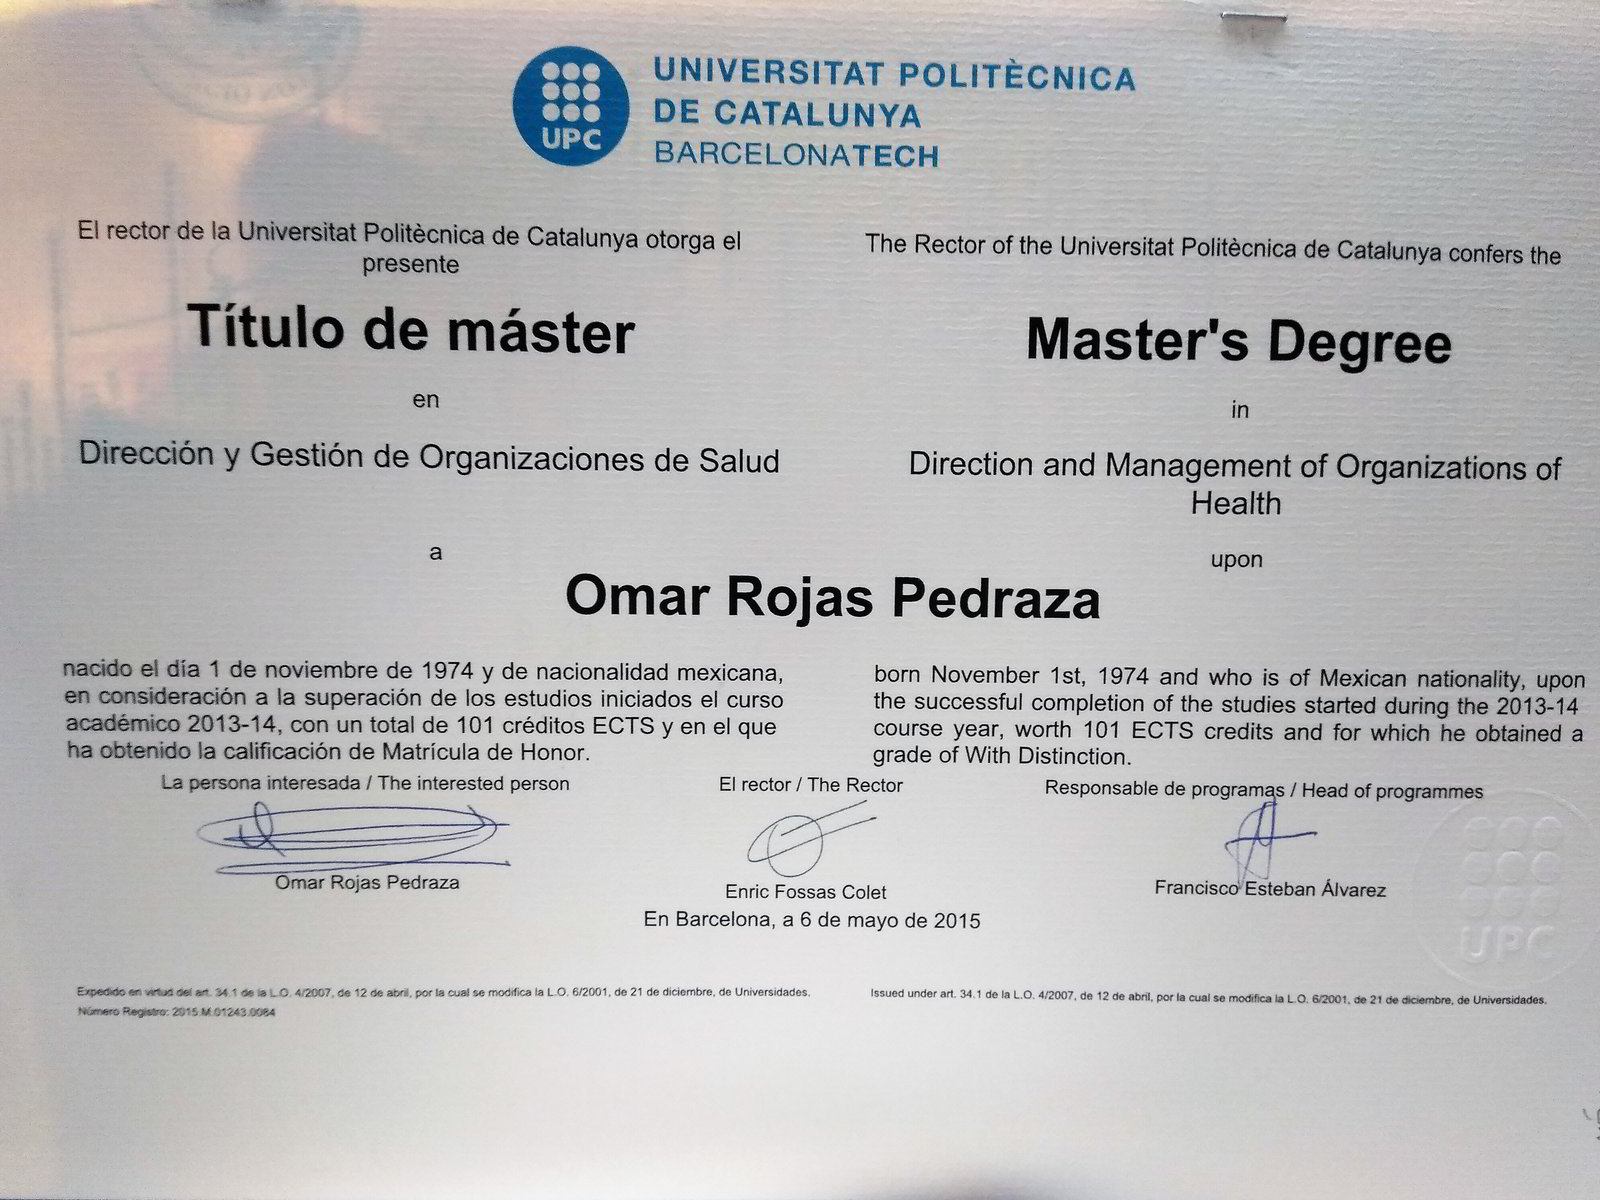 UPC
UNIVERSITAT POLITÈCNICA
DE CATALUNYA
BARCELONATECH
UPC
UNIVERS
DE CATA
BARCELO
El rector de la Universitat Politècnica de Catalunya otorga el
presente
Título de máster
en
Dirección y Gestión de Organizaciones de Salud
a
The Rector of the Universitat Politècnica de Catalunya confers the
Master's Degree
in
Direction and Management of Organizations of
Health
upon
Omar Rojas Pedraza
nacido el día 1 de noviembre de 1974 y de nacionalidad mexicana,
en consideración a la superación de los estudios iniciados el curso
académico 2013-14, con un total de 101 créditos ECTS y en el que
ha obtenido la calificación de Matrícula de Honor.
born November 1st, 1974 and who is of Mexican nationality, upon
the successful completion of the studies started during the 2013-14
course year, worth 101 ECTS credits and for which he obtained a
grade of With Distinction.
La persona interesada / The interested person
Omar Rojas Pedraza
El rector / The Rector
Enric Fossas Colet
Responsable de programas / Head of programmes
Francisco Esteban Álvarez
En Barcelona, a 6 de mayo de 2015
UPC
Expedido en virtud del art. 34.1 de la L.O. 4/2007, de 12 de abril, por la cual se modifica la L.O. 6/2001, de 21 de diciembre, de Universidades.
Número Registro: 2015.M.01243.0084
Issued under art. 34.1 de la L.O. 4/2007, de 12 de abril, por la cual se modifica la L.O. 6/2001, de 21 de diciembre, de Universidades.